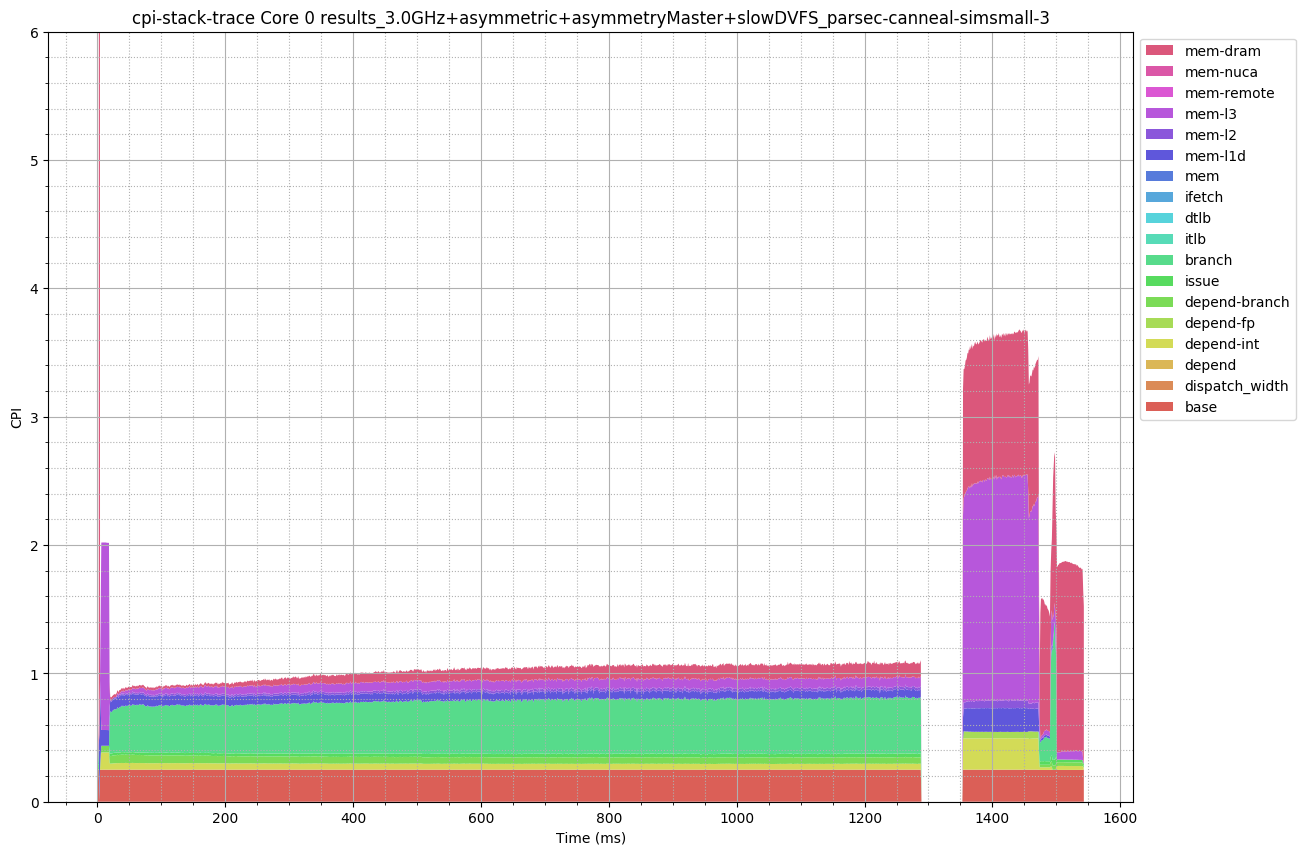 cpi-stack-trace Core 0 results_3.0GHz+asymmetric+asymmetryMaster+slowDVFS_parsec-canneal-simsmall-3
6
5
4
3
2
1
0
CPI
0
200
400
600
800
1000
1200
1400
1600
Time (ms)
mem-dram
mem-nuca
mem-remote
mem-l3
mem-l2
mem-l1d
mem
ifetch
dtlb
itlb
branch
issue
depend-branch
depend-fp
depend-int
depend
dispatch_width
base